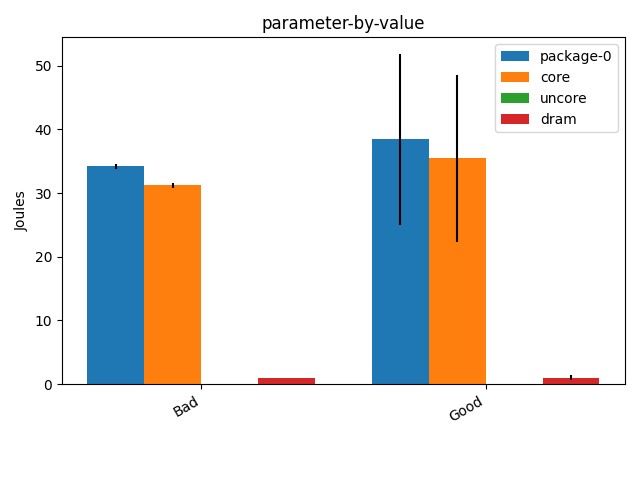 parameter-by-value
package-0
core
uncore
dram
Joules
50
40
30
20
10
0
Bad
Good